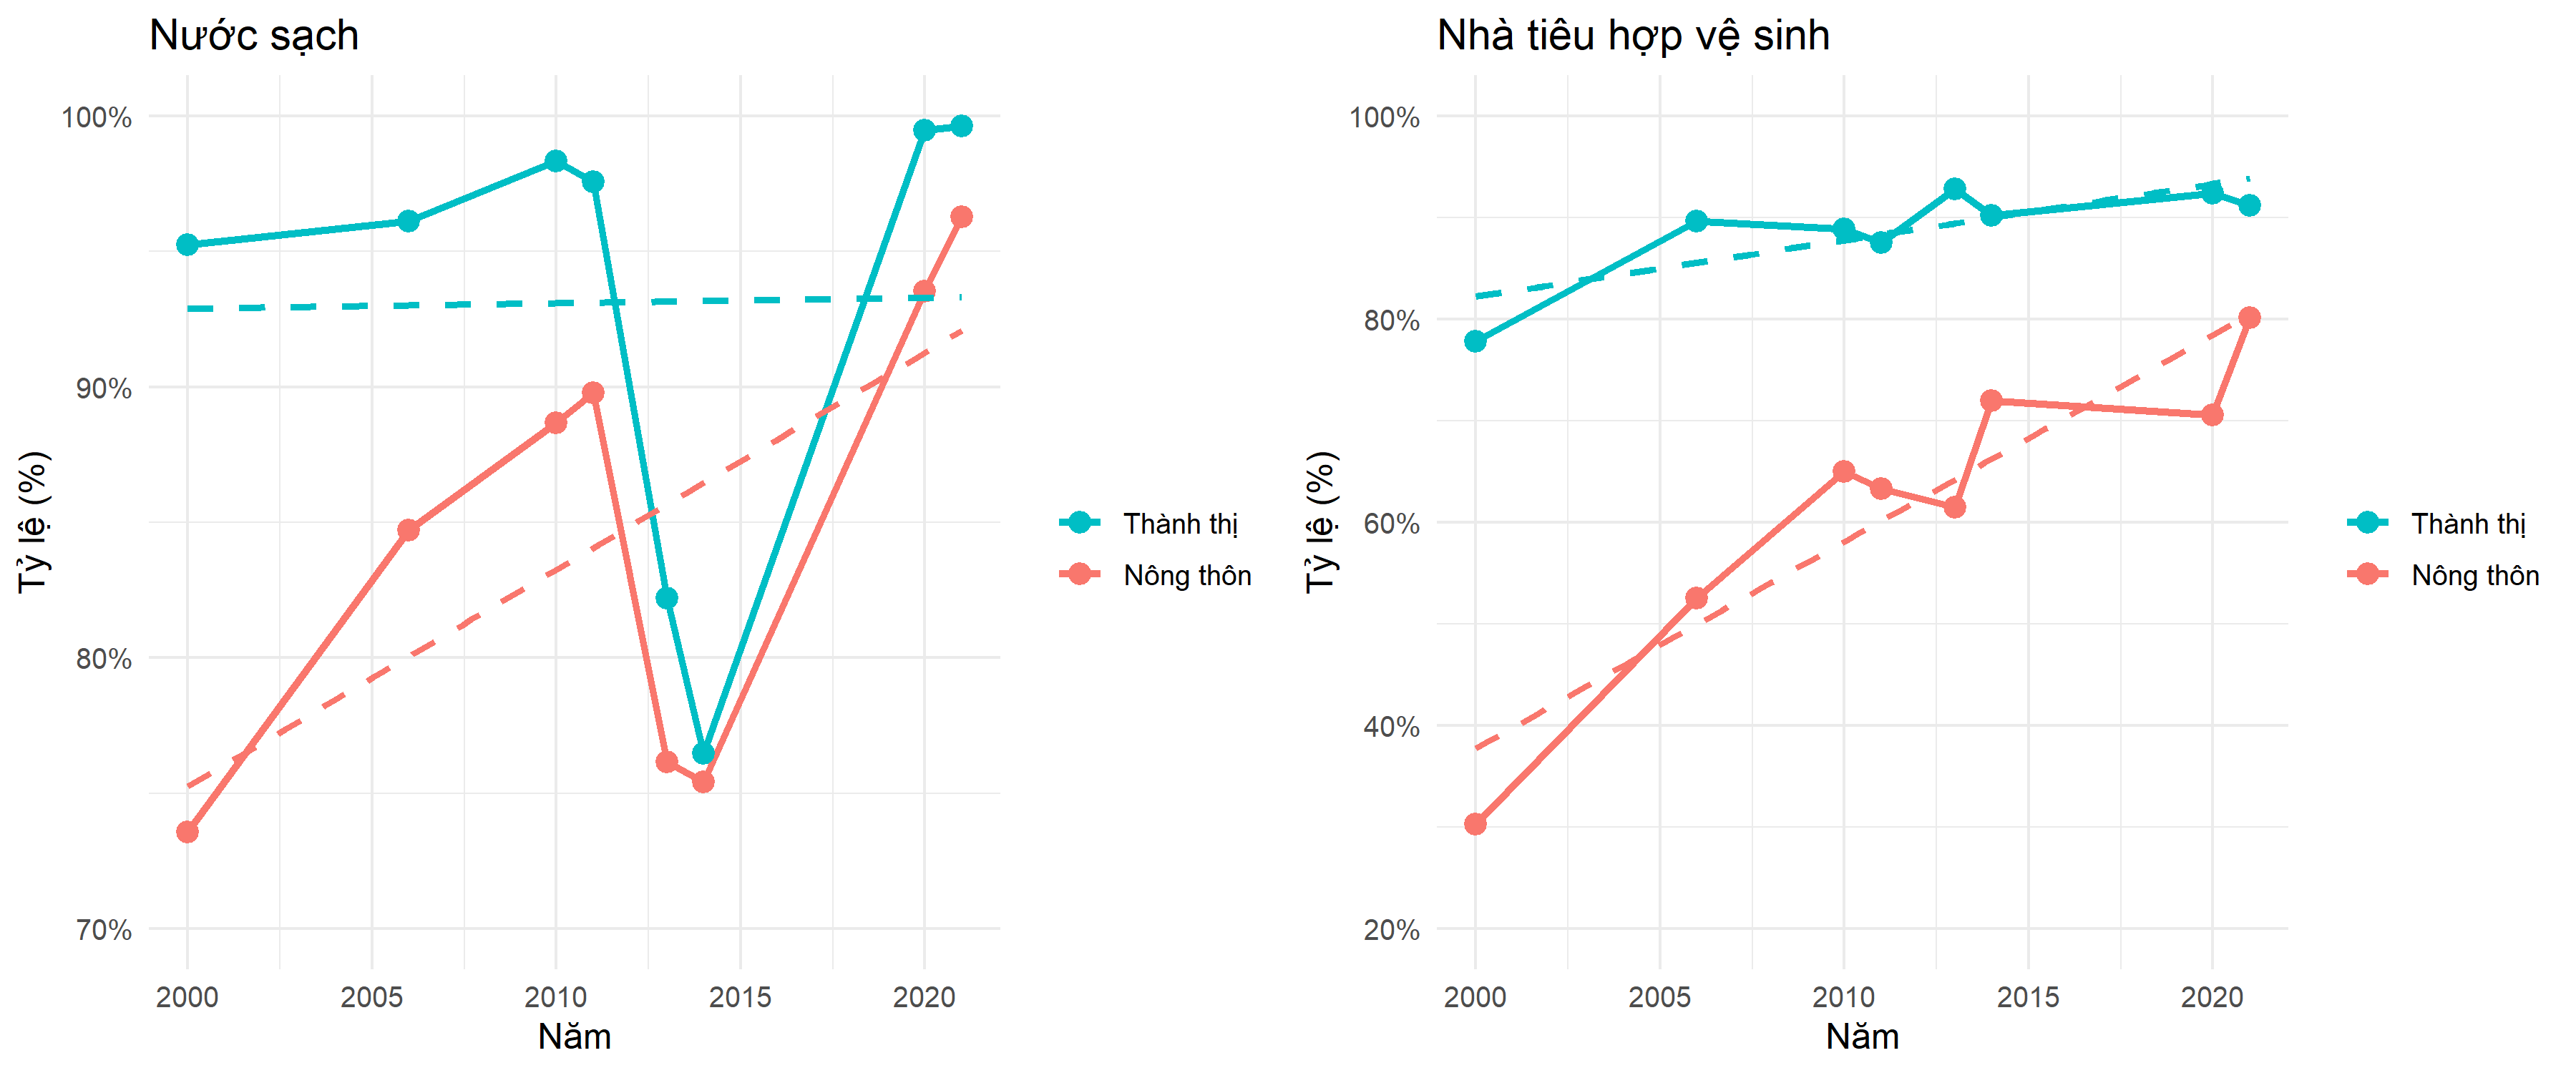 Nước sạch
100%
90%
80%
70%
Tỷ lệ (%)
2000 2005 2010 2015 2020
Năm
Thành thị
Nông thôn
Nhà tiêu hợp vệ sinh
100%
80%
60%
40%
20%
Tỷ lệ (%)
2000 2005 2010 2015 2020
Năm
Thành thị
Nông thôn